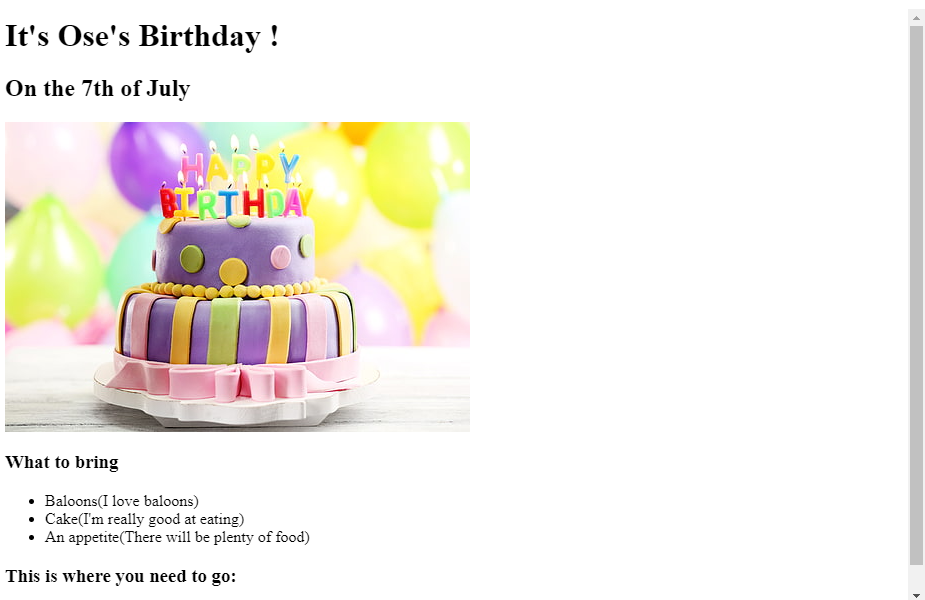 It's Ose's Birthday !
On the 7th of July
HAPPY
BIRTHDAY
What to bring
Baloons(I love baloons)
Cake(I'm really good at eating)
An appetite(There will be plenty of food)
This is where you need to go: